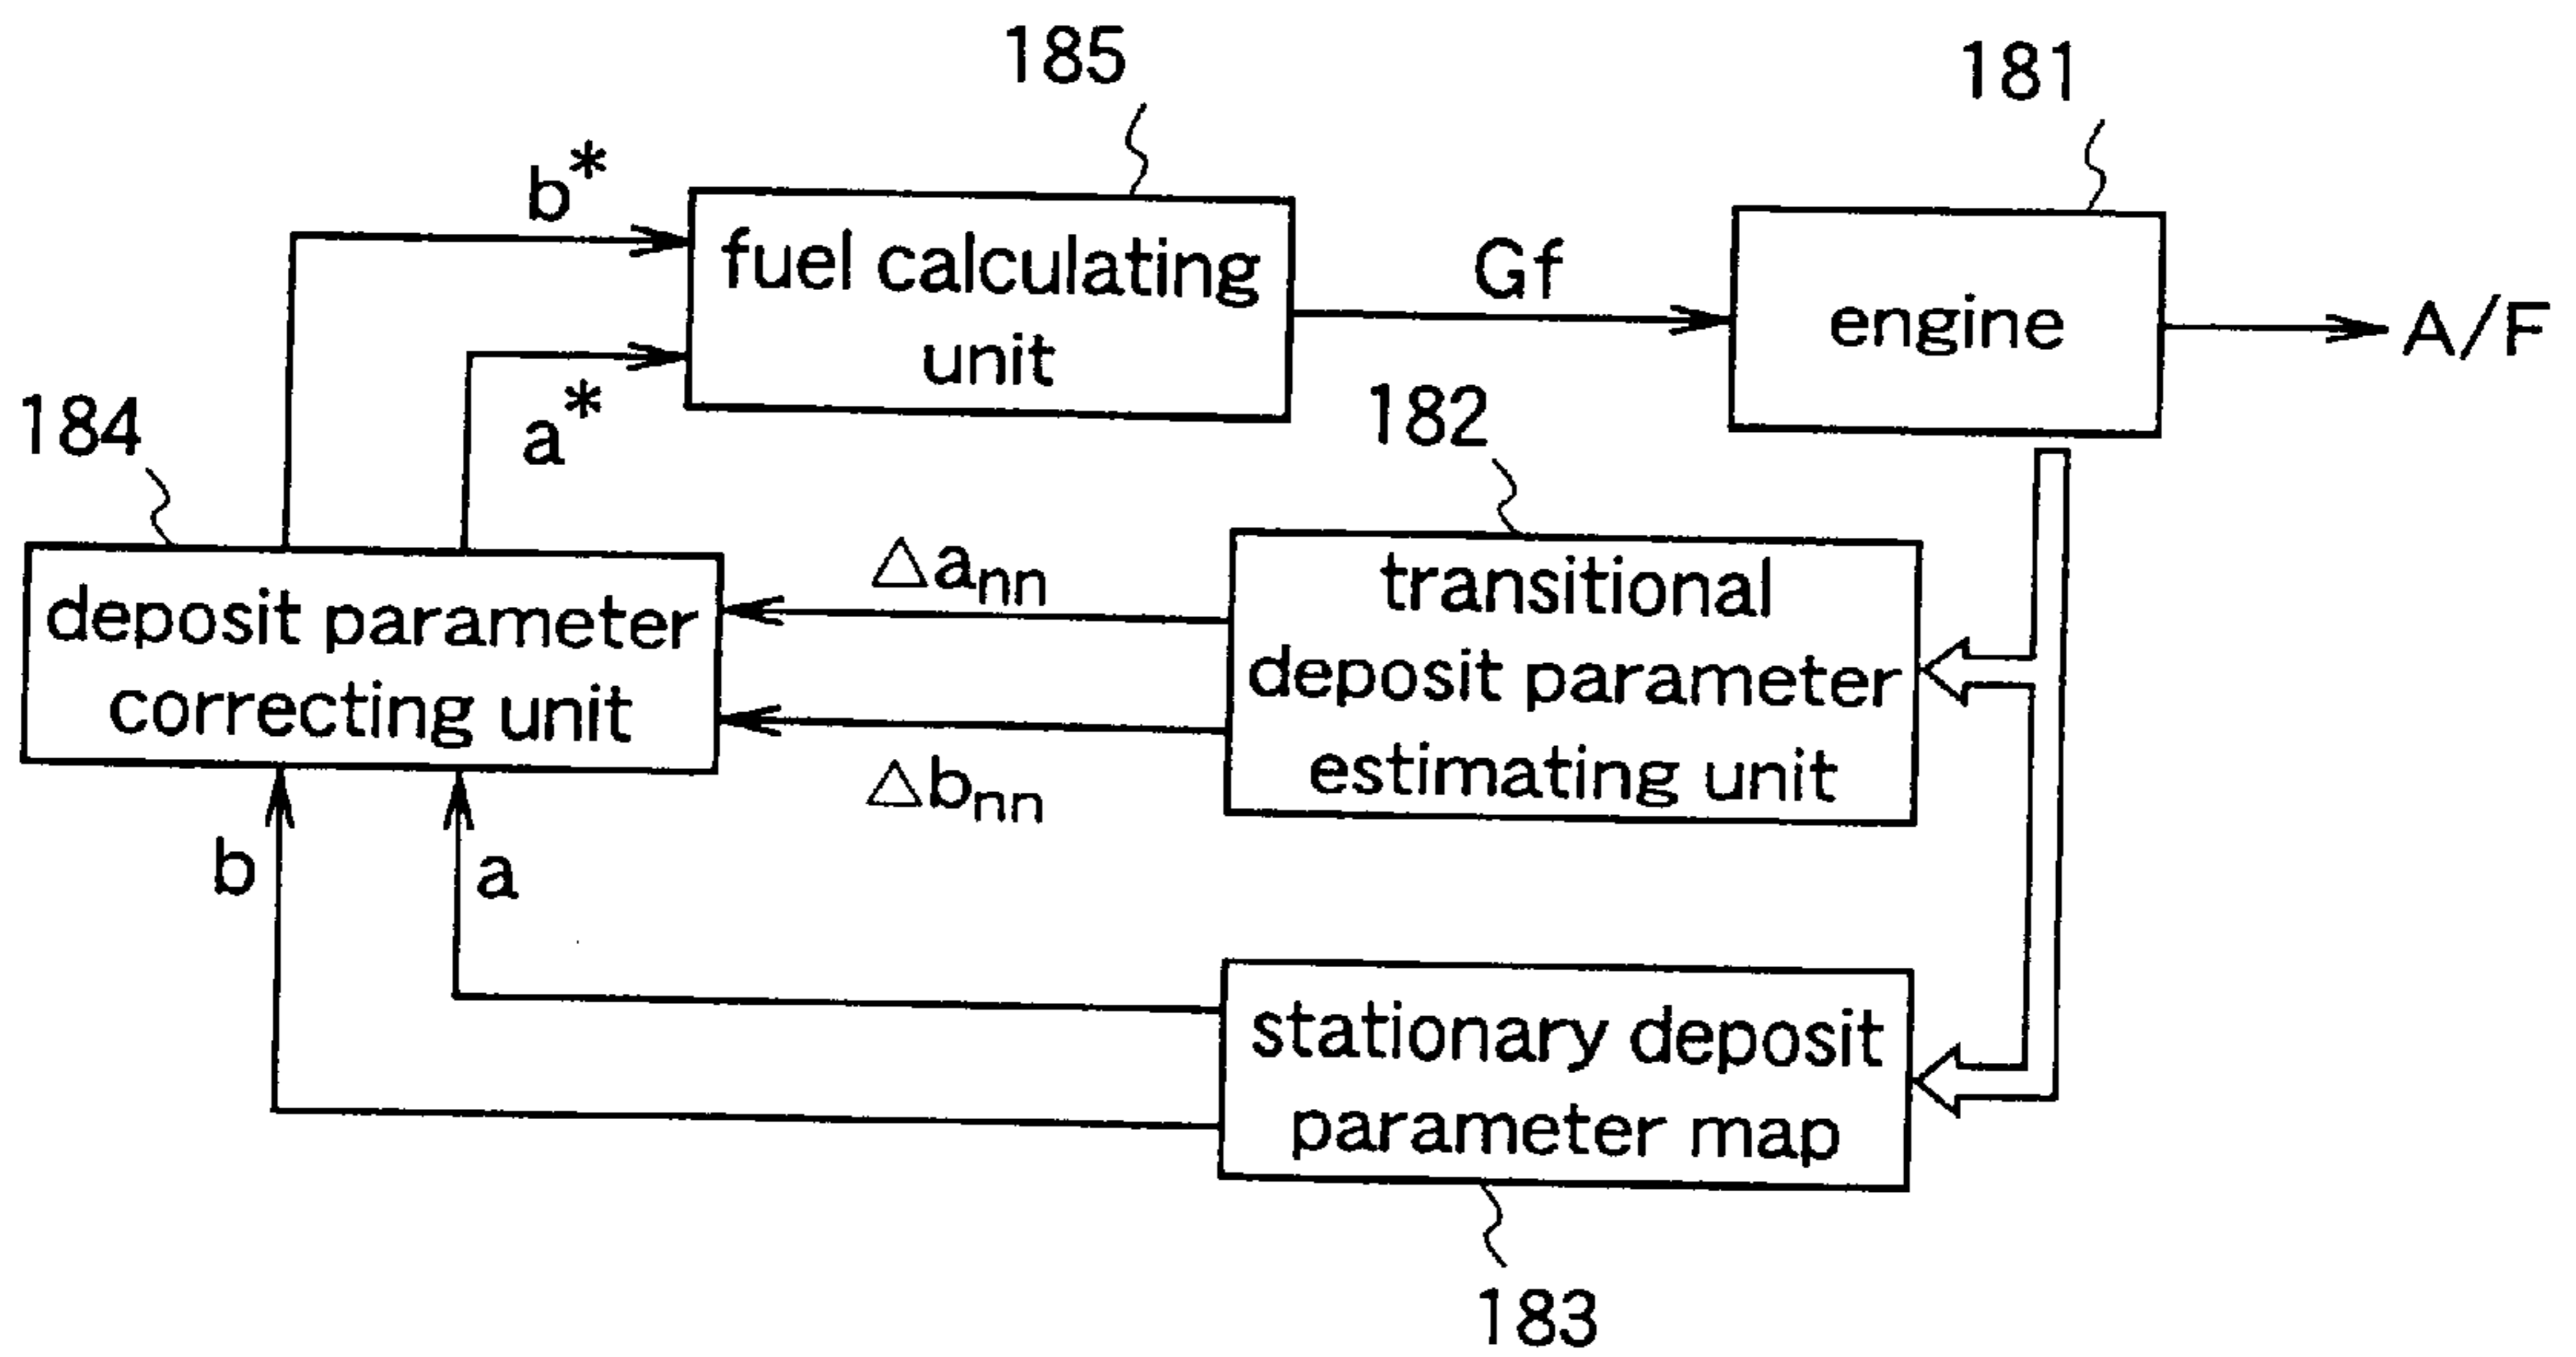 185
181
b*
fuel calculating
unit
Gf
engine
A/F
a*
184
182
deposit parameter
correcting unit
△ann
△bnn
transitional
deposit parameter
estimating unit
b
a
stationary deposit
parameter map
183